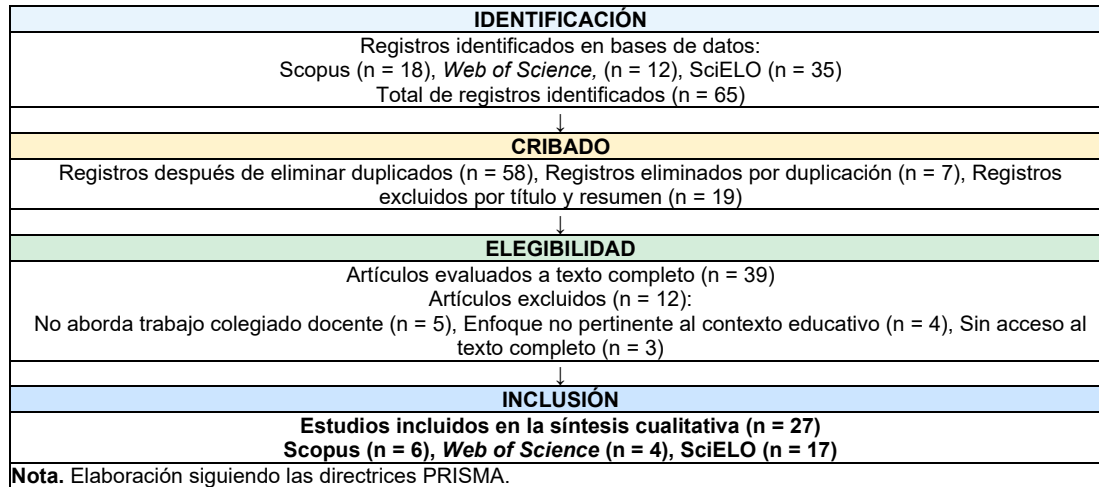 IDENTIFICACIÓN
Registros identificados en bases de datos:
Scopus (n = 18), Web of Science, (n = 12), SciELO (n = 35)
Total de registros identificados (n = 65)
↓
CRIBADO
Registros después de eliminar duplicados (n = 58), Registros eliminados por duplicación (n = 7), Registros
excluidos por título y resumen (n = 19)
↓
ELEGIBILIDAD
Artículos evaluados a texto completo (n = 39)
Artículos excluidos (n = 12):
No aborda trabajo colegiado docente (n = 5), Enfoque no pertinente al contexto educativo (n = 4), Sin acceso al
texto completo (n = 3)
↓
INCLUSIÓN
Estudios incluidos en la síntesis cualitativa (n = 27)
Scopus (n = 6), Web of Science (n = 4), SciELO (n = 17)
Nota. Elaboración siguiendo las directrices PRISMA.